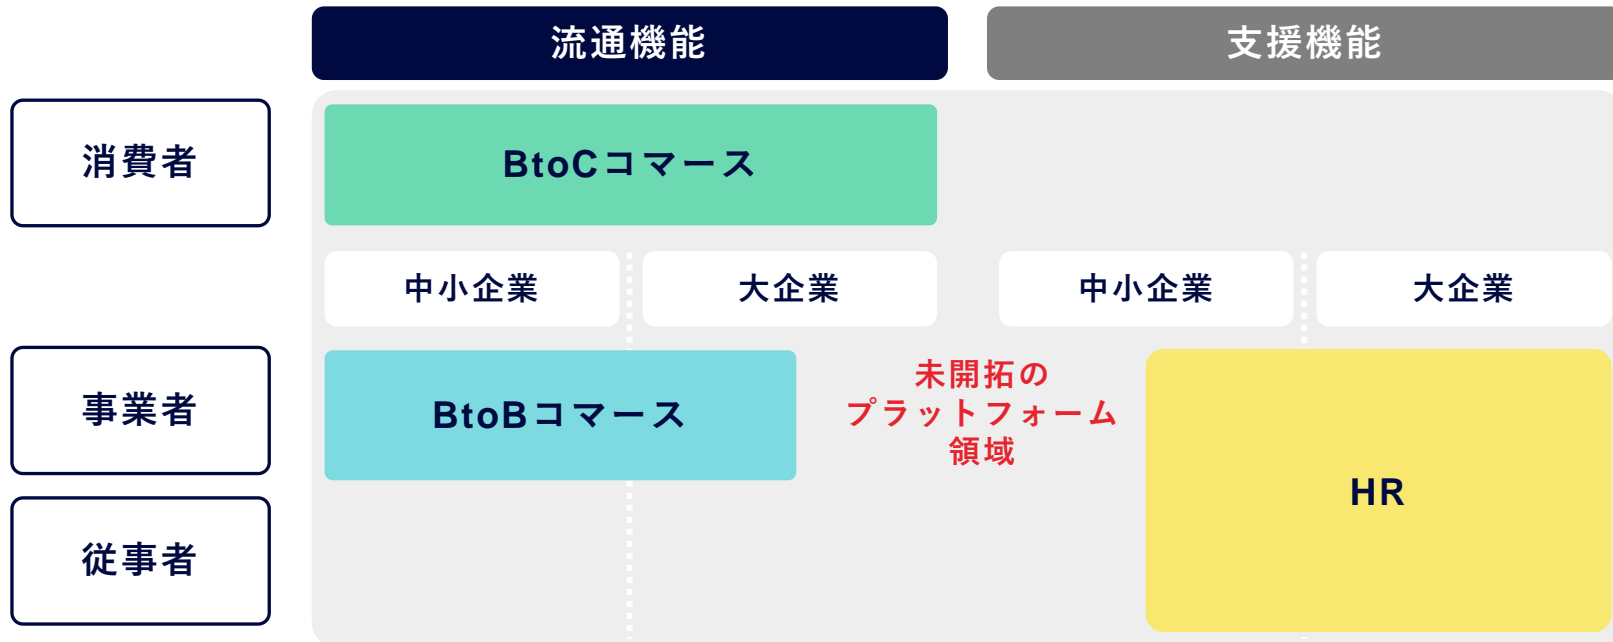 流通機能
支援機能
消費者
BtoCコマース
中小企業
大企業
中小企業
大企業
事業者
BtoBコマース
未開拓の
プラットフォーム
領域
HR
従事者